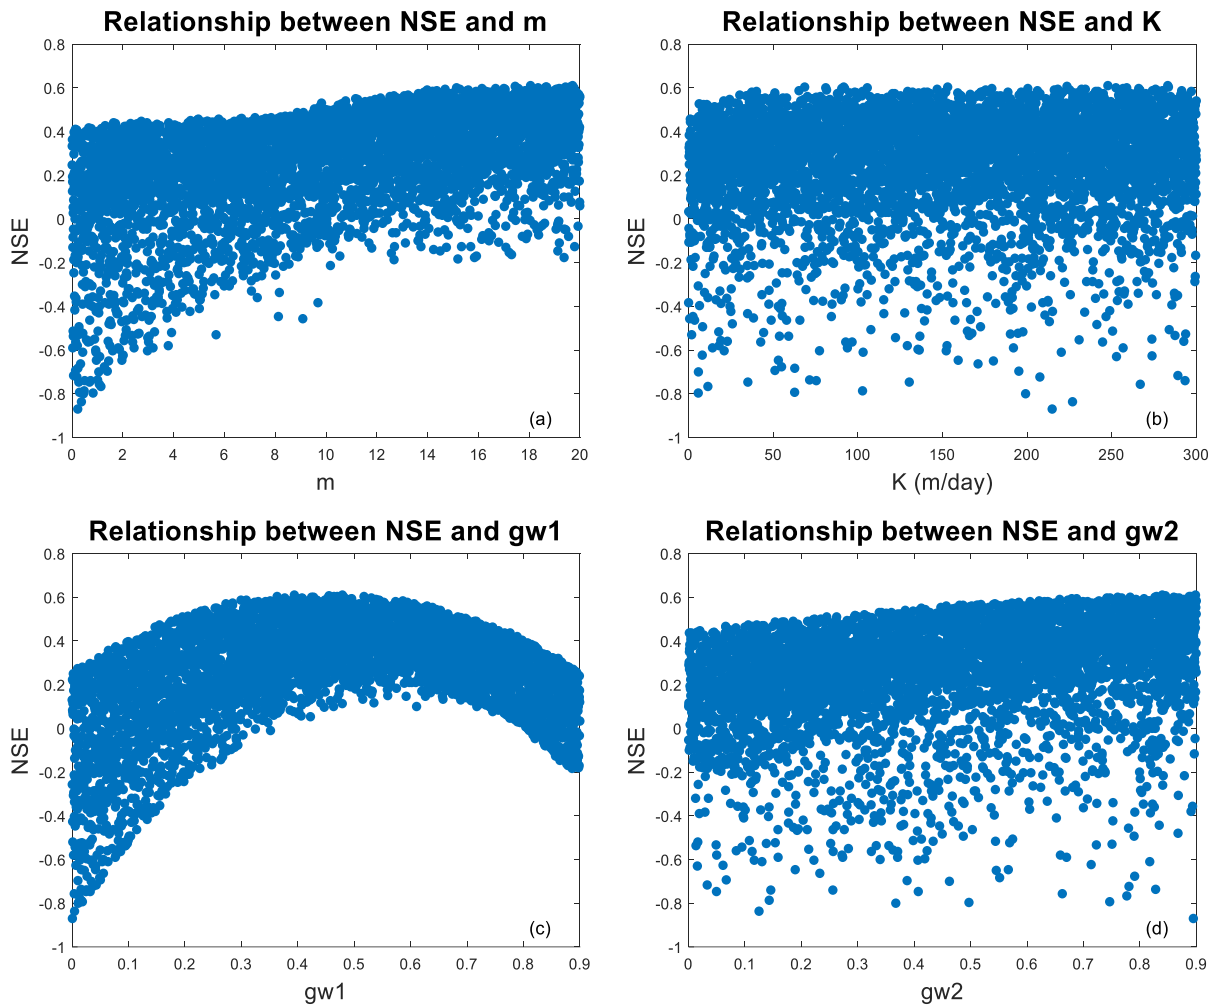 Relationship between NSE and m
Relationship between NSE and K
0.8
0.6
0.4
0.2
0
-0.2
-0.4
-0.6
-0.8
-1
NSE
(a)
0 2 4 6 8 10 12 14 16 18 20
m
0.8
0.6
0.4
0.2
0
-0.2
-0.4
-0.6
-0.8
-1
NSE
(b)
0 50 100 150 200 250 300
K (m/day)
Relationship between NSE and gw1
Relationship between NSE and gw2
0.8
0.6
0.4
0.2
0
-0.2
-0.4
-0.6
-0.8
-1
NSE
(c)
0 0.1 0.2 0.3 0.4 0.5 0.6 0.7 0.8 0.9
gw1
0.8
0.6
0.4
0.2
0
-0.2
-0.4
-0.6
-0.8
-1
NSE
(d)
0 0.1 0.2 0.3 0.4 0.5 0.6 0.7 0.8 0.9
gw2